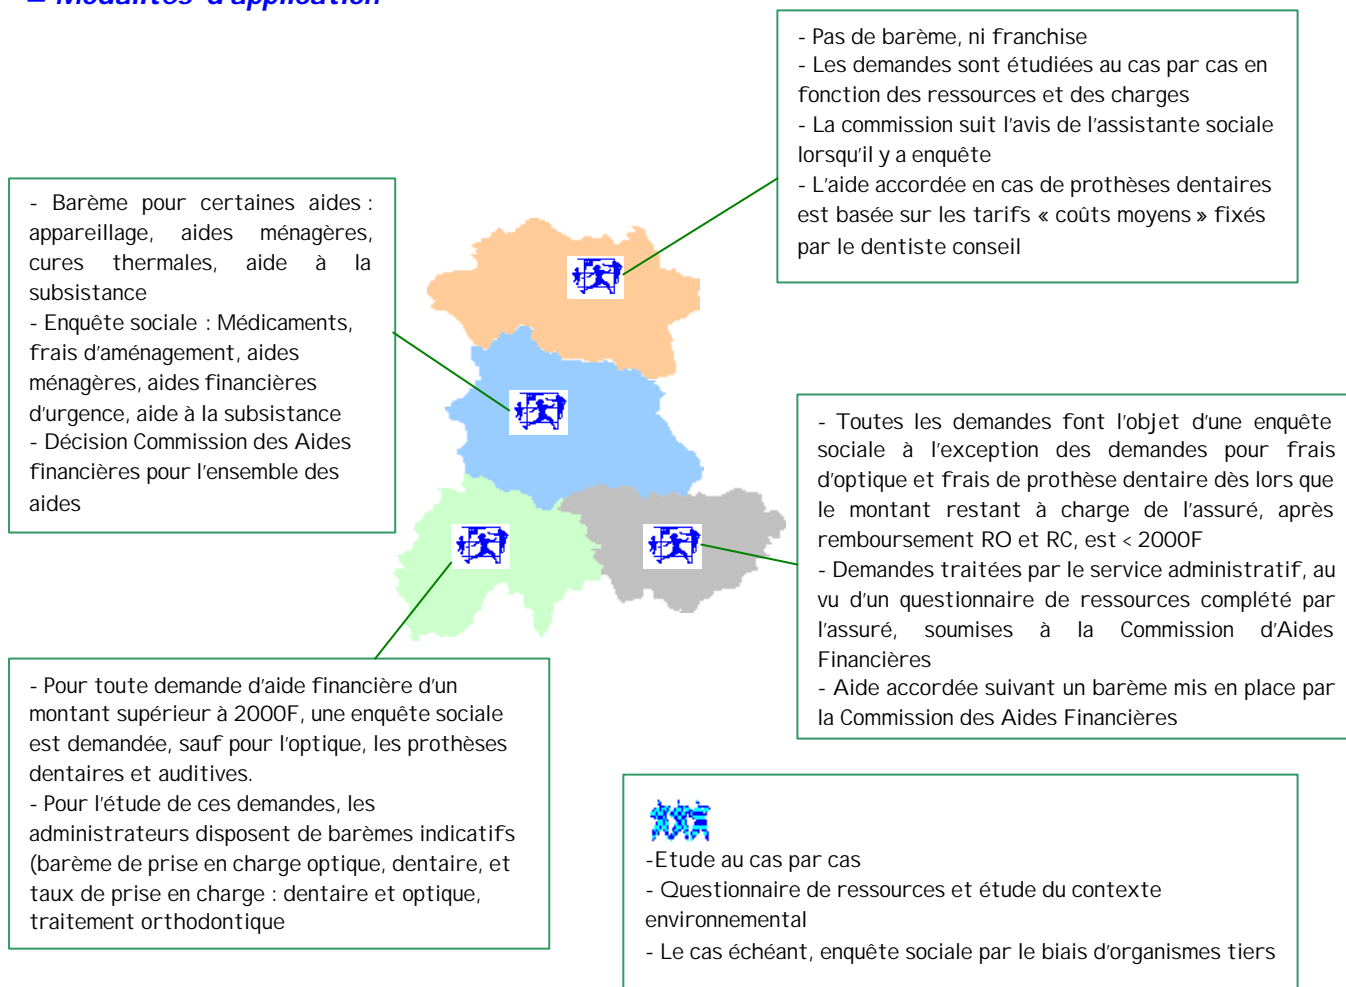 – Modalités d'application
- Pas de barème, ni franchise
- Les demandes sont étudiées au cas par cas en
fonction des ressources et des charges
- La commission suit l'avis de l'assistante sociale
lorsqu'il y a enquête
- L'aide accordée en cas de prothèses dentaires
est basée sur les tarifs « coûts moyens » fixés
par le dentiste conseil
- Barème pour certaines aides :
appareillage, aides ménagères,
cures thermales, aide à la
subsistance
- Enquête sociale : Médicaments,
frais d'aménagement, aides
ménagères, aides financières
d'urgence, aide à la subsistance
- Décision Commission des Aides
financières pour l'ensemble des
aides
- Toutes les demandes font l'objet d'une enquête
sociale à l'exception des demandes pour frais
d'optique et frais de prothèse dentaire dès lors que
le montant restant à charge de l'assuré, après
remboursement RO et RC, est < 2000F
- Demandes traitées par le service administratif, au
vu d'un questionnaire de ressources complété par
l'assuré, soumises à la Commission d'Aides
Financières
- Aide accordée suivant un barème mis en place par
la Commission des Aides Financières
- Pour toute demande d'aide financière d'un
montant supérieur à 2000F, une enquête sociale
est demandée, sauf pour l'optique, les prothèses
dentaires et auditives.
- Pour l'étude de ces demandes, les
administrateurs disposent de barèmes indicatifs
(barème de prise en charge optique, dentaire, et
taux de prise en charge : dentaire et optique,
traitement orthodontique
-Etude au cas par cas
- Questionnaire de ressources et étude du contexte
environnemental
- Le cas échéant, enquête sociale par le biais d'organismes tiers